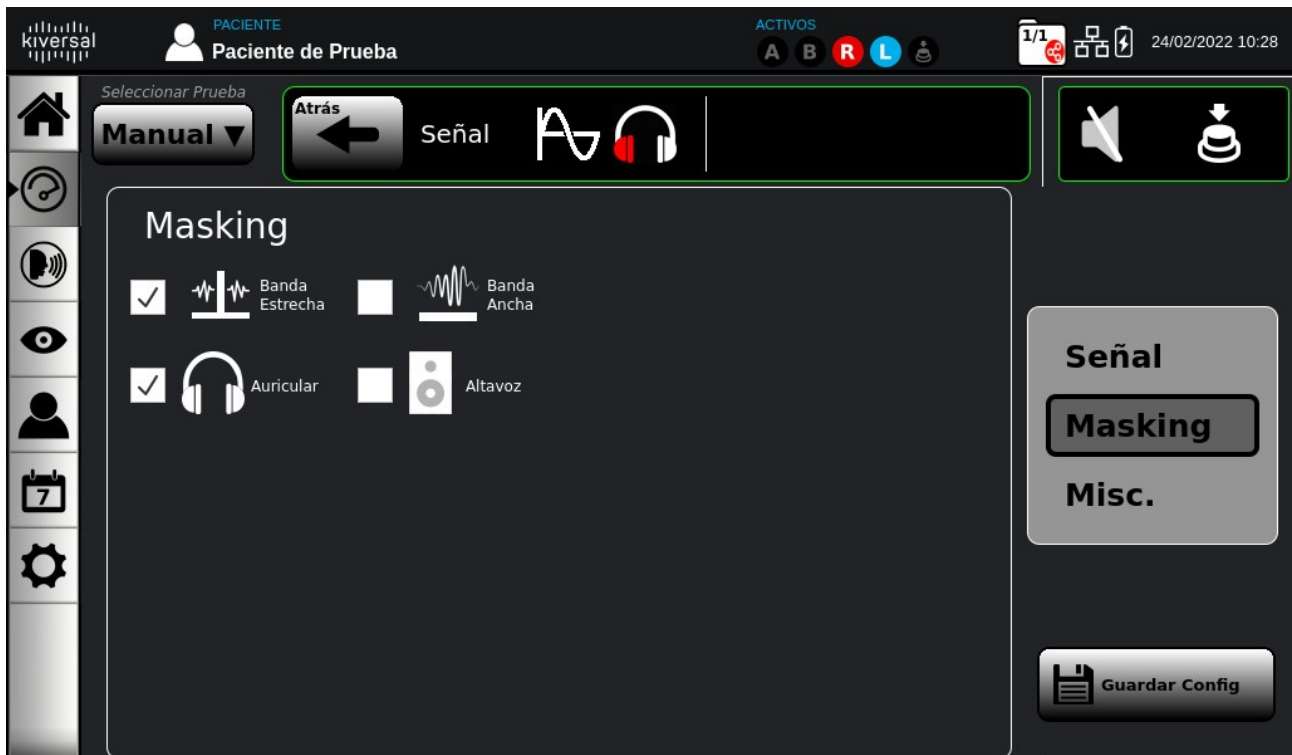 kiversal
PACIENTE
Paciente de Prueba
ACTIVOS
A B R L
1/1
24/02/2022 10:28
Seleccionar Prueba
Manual ▼
Atrás
Señal
Masking
Banda
Estrecha
Banda
Ancha
Auricular
Altavoz
7
Señal
Masking
Misc.
Guardar Config